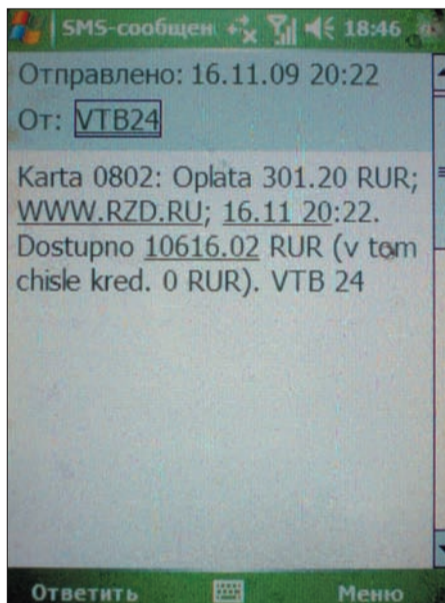 SMS-сообщен 18:46
Отправлено: 16.11.09 20:22
От: VTB24
Karta 0802: Oplata 301.20 RUR;
WWW.RZD.RU; 16.11 20:22.
Dostupno 10616.02 RUR (v tom
chisle kred. 0 RUR). VTB 24
Ответить Меню